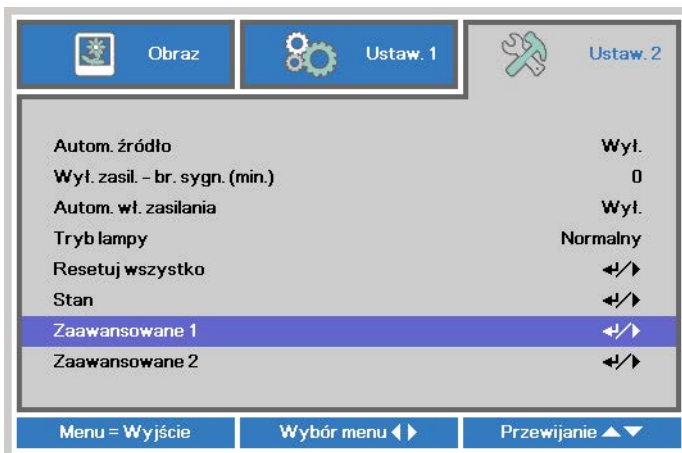 Obraz Ustaw. 1 Ustaw. 2
Autom. źródło Wył.
Wył. zasil. – br. sygn. (min.) 0
Autom. wł. zasilania Wył.
Tryb lampy Normalny
Resetuj wszystko
Stan
Zaawansowane 1
Zaawansowane 2
Menu = Wyjście Wybór menu Przewijanie